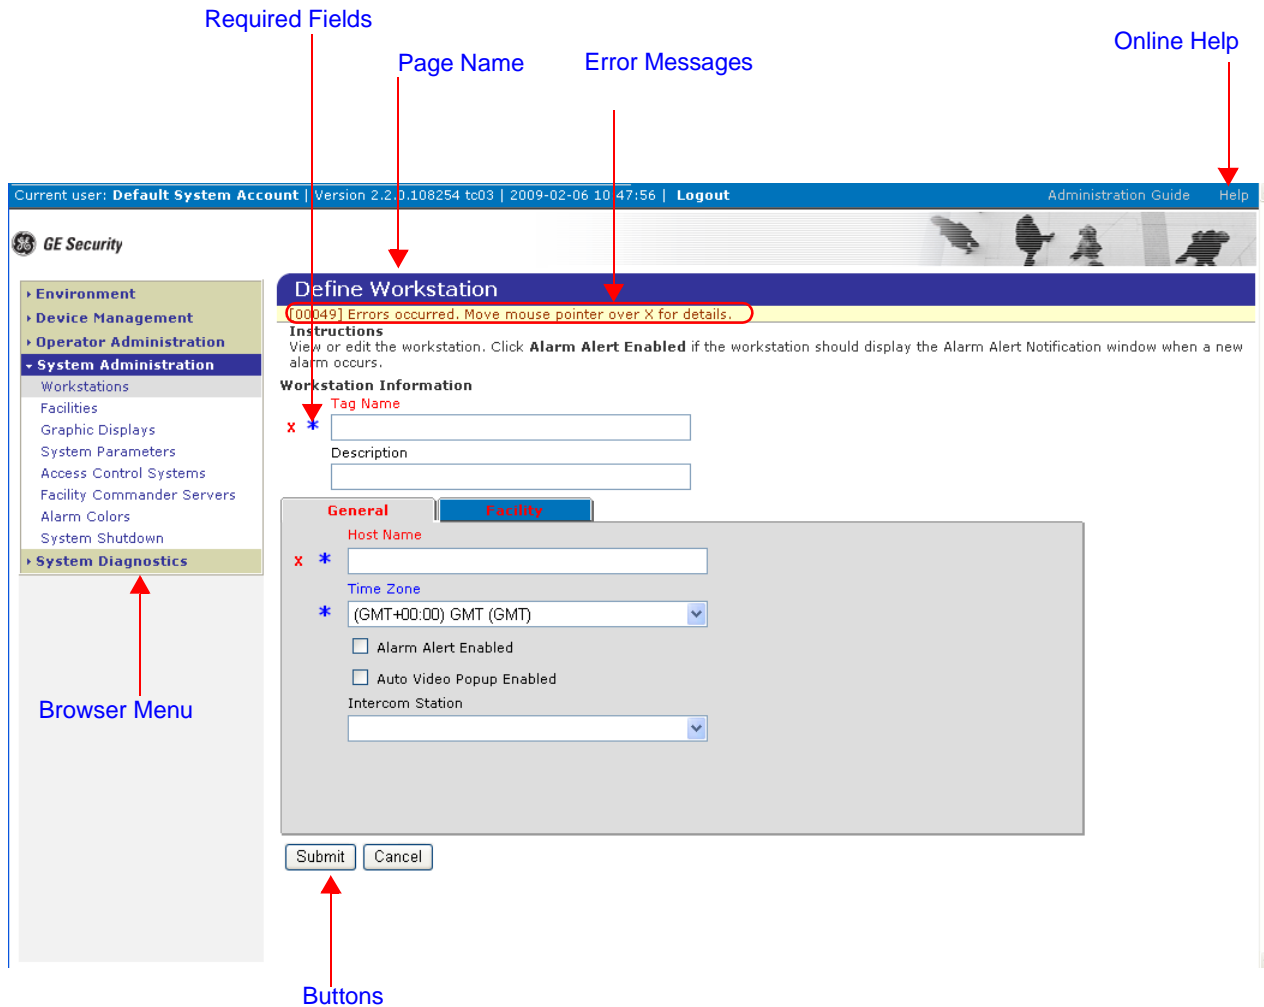 Required Fields
Page Name
Error Messages
Online Help
Current user: Default System Account | Version 2.2.0.108254 tc03 | 2009-02-06 10:47:56 | Logout
Administration Guide
Help
GE Security
Environment
Device Management
Operator Administration
System Administration
Workstations
Facilities
Graphic Displays
System Parameters
Access Control Systems
Facility Commander Servers
Alarm Colors
System Shutdown
System Diagnostics
Browser Menu
Define Workstation
[00049] Errors occurred. Move mouse pointer over X for details.
Instructions
View or edit the workstation. Click Alarm Alert Enabled if the workstation should display the Alarm Alert Notification window when a new
alarm occurs.
Workstation Information
Tag Name
x *
Description
General
Facility
Host Name
x *
Time Zone
* (GMT+00:00) GMT (GMT)
Alarm Alert Enabled
Auto Video Popup Enabled
Intercom Station
Submit
Cancel
Buttons